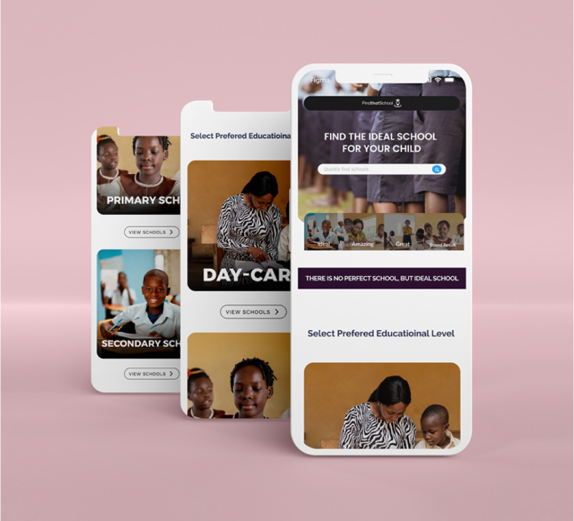 PRIMARY SCH
VIEW SCHOOLS
SECONDARY SCH
VIEW SCHOOLS
Select Prefered Educatioina
DAY-CAR
VIEW SCHOOLS
FindthatSchool
FIND THE IDEAL SCHOOL
FOR YOUR CHILD
Quickly find schools
Ideal Amazing Great
THERE IS NO PERFECT SCHOOL, BUT IDEAL SCHOOL
Select Prefered Educatioinal Level